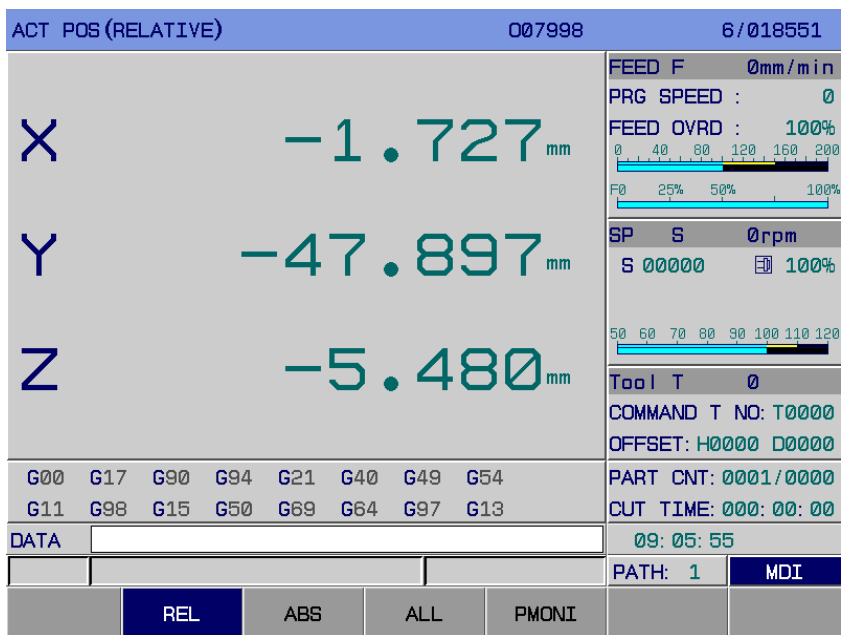 ACT POS(RELATIVE) O07998 6/018551
X -1.727 mm
Y -47.897 mm
Z -5.480 mm
FEED F 0mm/min
PRG SPEED : 0
FEED OVRD : 100%
0 40 80 120 160 200
F0 25% 50% 100%
SP S 0rpm
S 00000 100%
50 60 70 80 90 100 110 120
Tool T 0
COMMAND T NO: T0000
OFFSET: H0000 D0000
G00 G17 G90 G94 G21 G40 G49 G54
G11 G98 G15 G50 G69 G64 G97 G13
PART CNT: 0001/0000
CUT TIME: 000:00:00
DATA
09:05:55
PATH: 1 MDI
REL ABS ALL PMONI